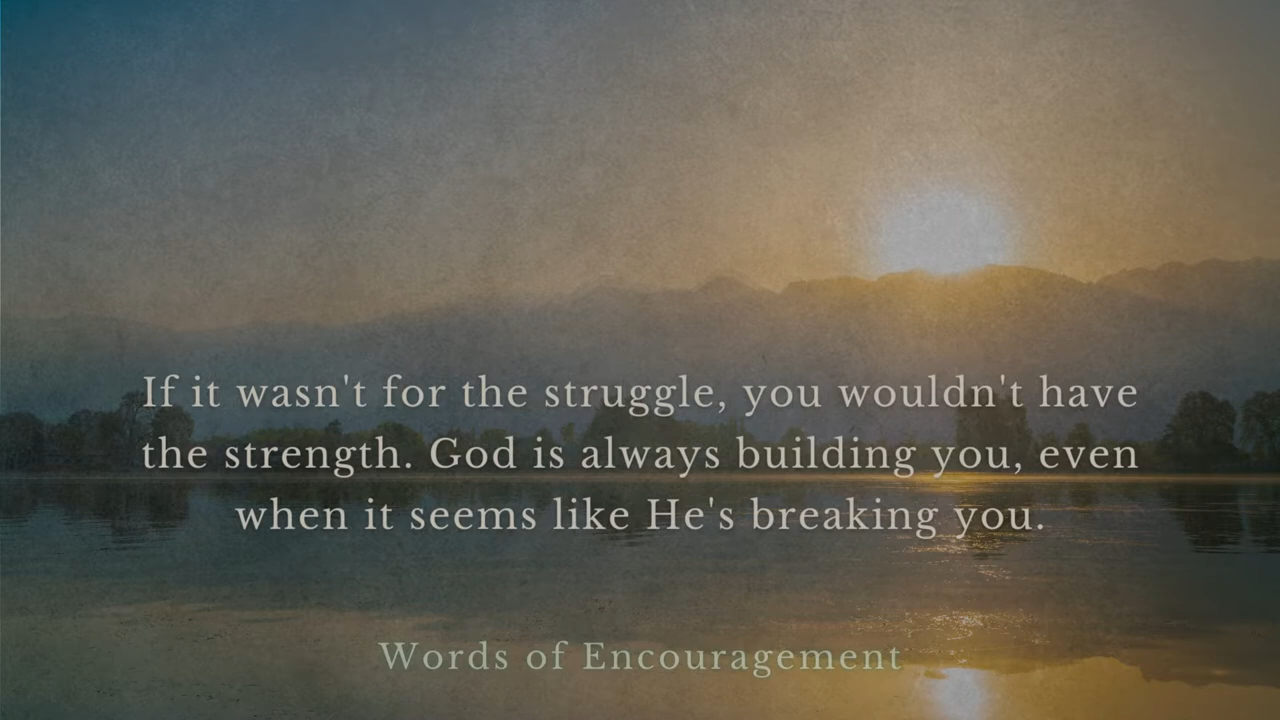 If it wasn't for the struggle, you wouldn't have
the strength. God is always building you, even
when it seems like He's breaking you.
Words of Encouragement